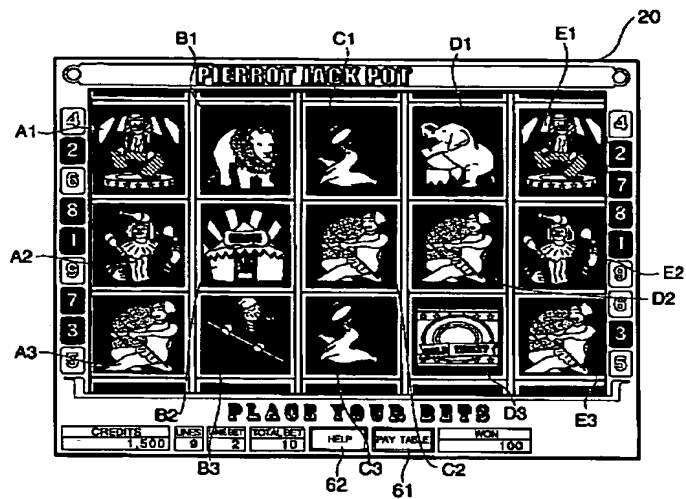 20
B1 C1 D1 E1
PIERROT JACK POT
A1 4 4
2 2
6 7
8 8
A2 1 1
9 9 E2
7 6 D2
3 3
A3 5 5
B2 PLACE YOUR BETS D3 E3
CREDITS LINES LINE BET TOTAL BET HELP PAY TABLE WON
1,500 9 2 10 100
B3 62 C3 61 C2